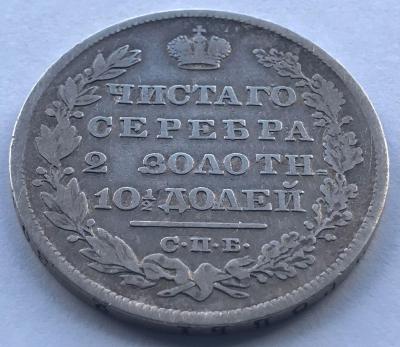 ЧИСТАГО
СЕРЕБРА
2 ЗОЛОТН.
10½ ДОЛЕЙ
С·П·Б·